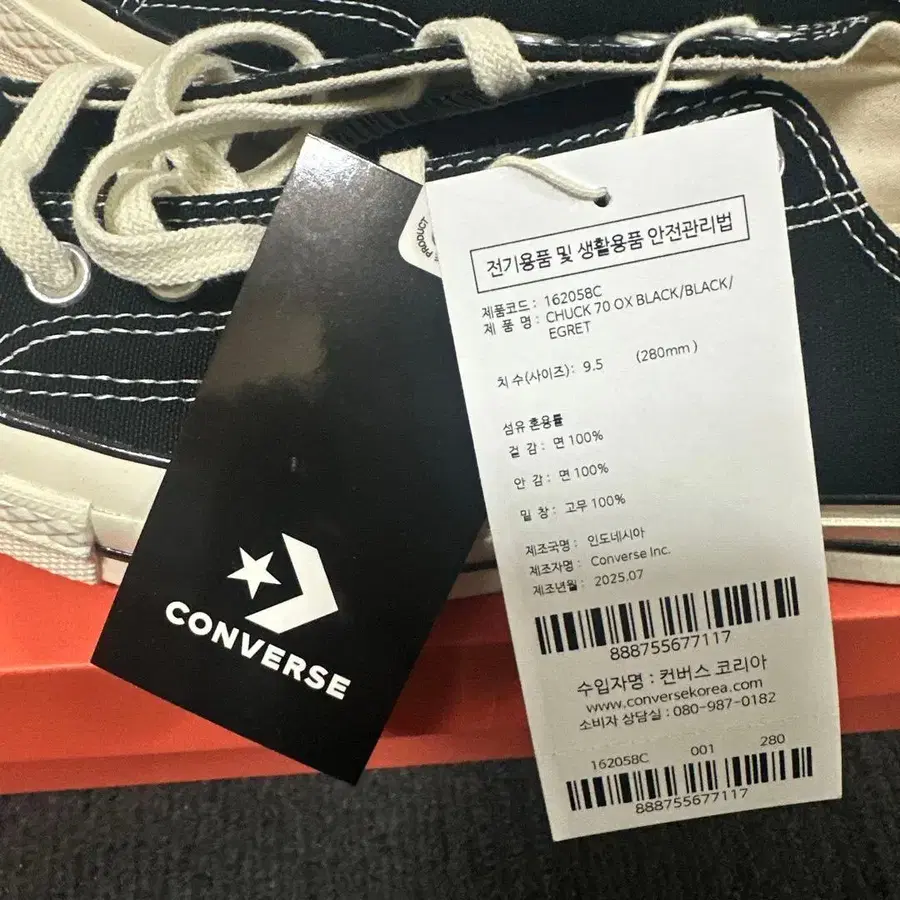 PRODUCT
CONVERSE
전기용품 및 생활용품 안전관리법
제품코드 : 162058C
제 품 명 : CHUCK 70 OX BLACK/BLACK/
EGRET
치 수(사이즈) : 9.5 (280mm)
섬유 혼용률
겉 감 : 면 100%
안 감 : 면 100%
밑 창 : 고무 100%
제조국명 : 인도네시아
제조자명 : Converse Inc.
제조년월 : 2025.07
888755677117
수입자명 : 컨버스 코리아
www.conversekorea.com
소비자 상담실 : 080-987-0182
162058C 001 280
888755677117